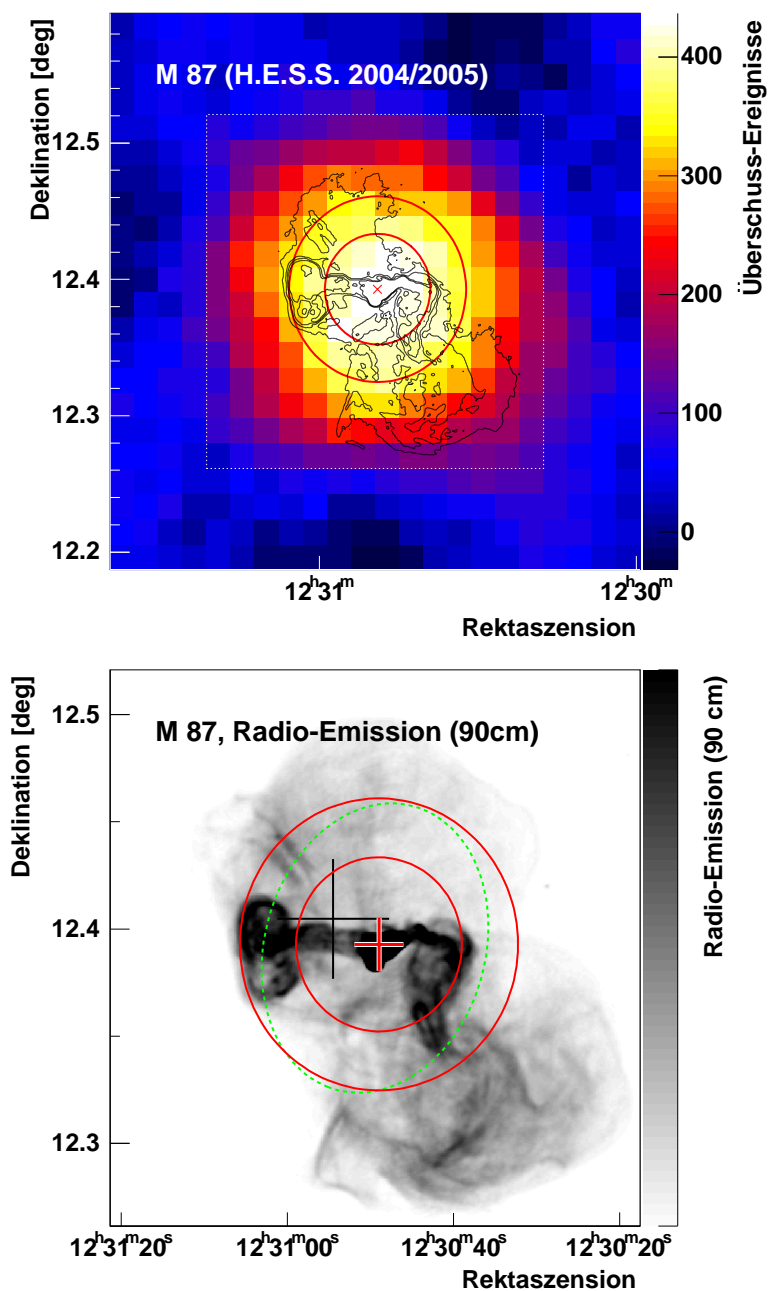 M 87 (H.E.S.S. 2004/2005)
Deklination [deg]
12.5
12.4
12.3
12.2
12h31m
12h30m
Rektaszension
400
300
200
100
0
Überschuss-Ereignisse
M 87, Radio-Emission (90cm)
Deklination [deg]
12.5
12.4
12.3
12h31m20s
12h31m00s
12h30m40s
12h30m20s
Rektaszension
Radio-Emission (90 cm)